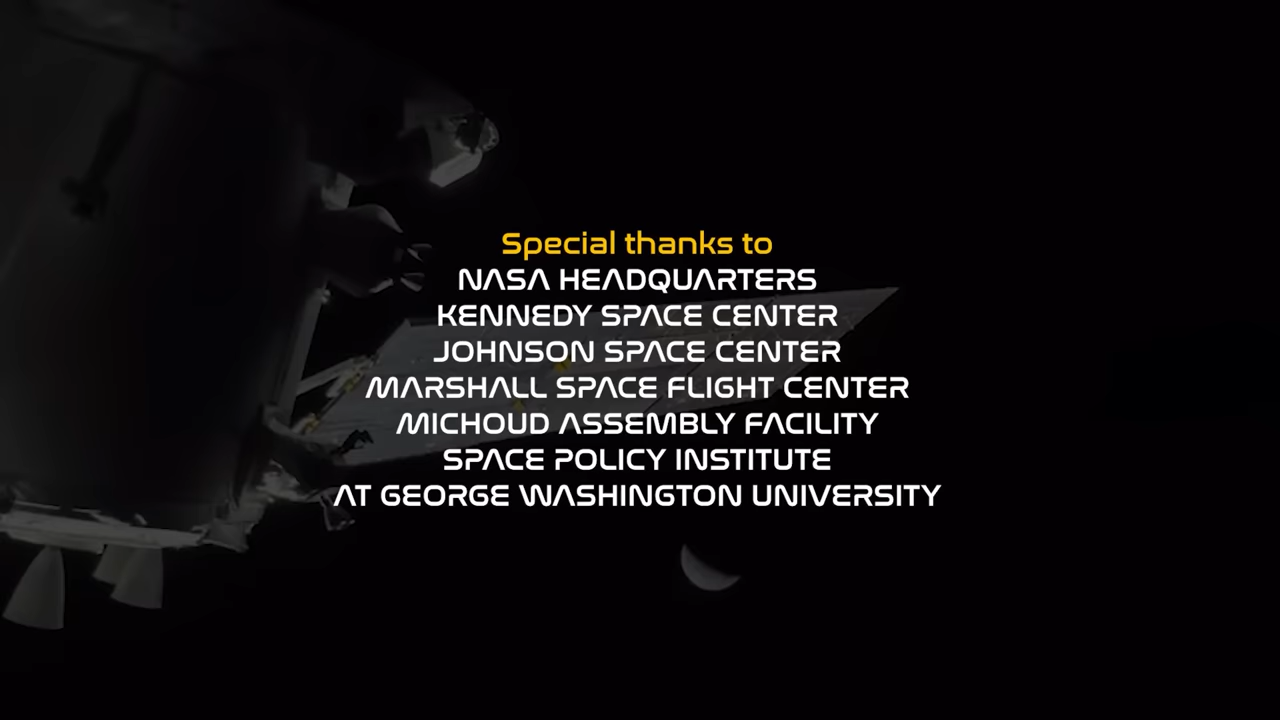 Special thanks to
NASA HEADQUARTERS
KENNEDY SPACE CENTER
JOHNSON SPACE CENTER
MARSHALL SPACE FLIGHT CENTER
MICHOUD ASSEMBLY FACILITY
SPACE POLICY INSTITUTE
AT GEORGE WASHINGTON UNIVERSITY